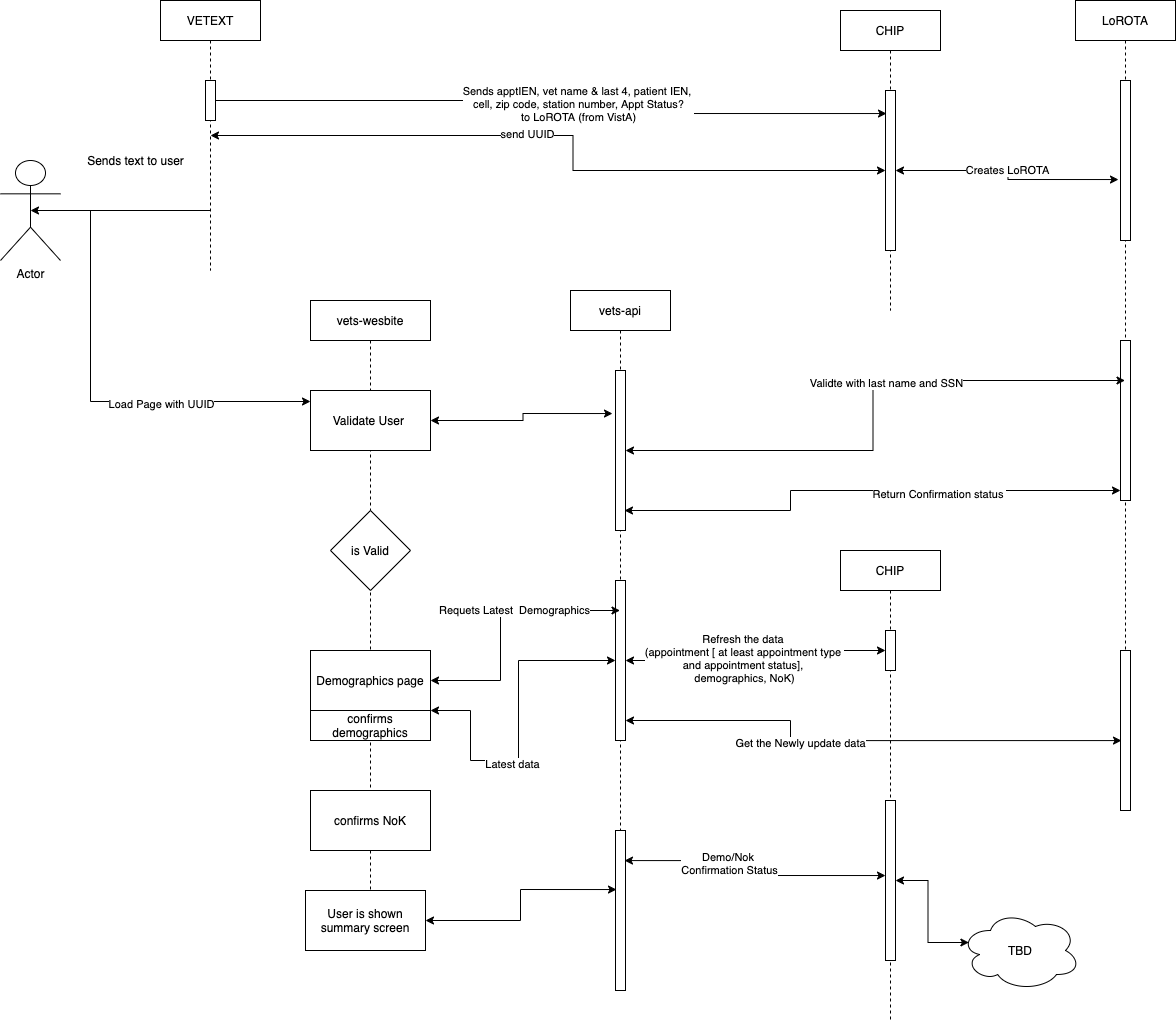 VETEXT
CHIP
LoROTA
Sends apptIEN, vet name & last 4, patient IEN,
cell, zip code, station number, Appt Status?
to LoROTA (from VistA)
send UUID
Sends text to user
Creates LoROTA
Actor
vets-wesbite
vets-api
Validte with last name and SSN
Load Page with UUID
Validate User
Return Confirmation status
is Valid
CHIP
Requets Latest  Demographics
Refresh the data
(appointment [ at least appointment type
and appointment status],
demographics, NoK)
Demographics page
confirms
demographics
Get the Newly update data
Latest data
confirms NoK
Demo/Nok
Confirmation Status
User is shown
summary screen
TBD